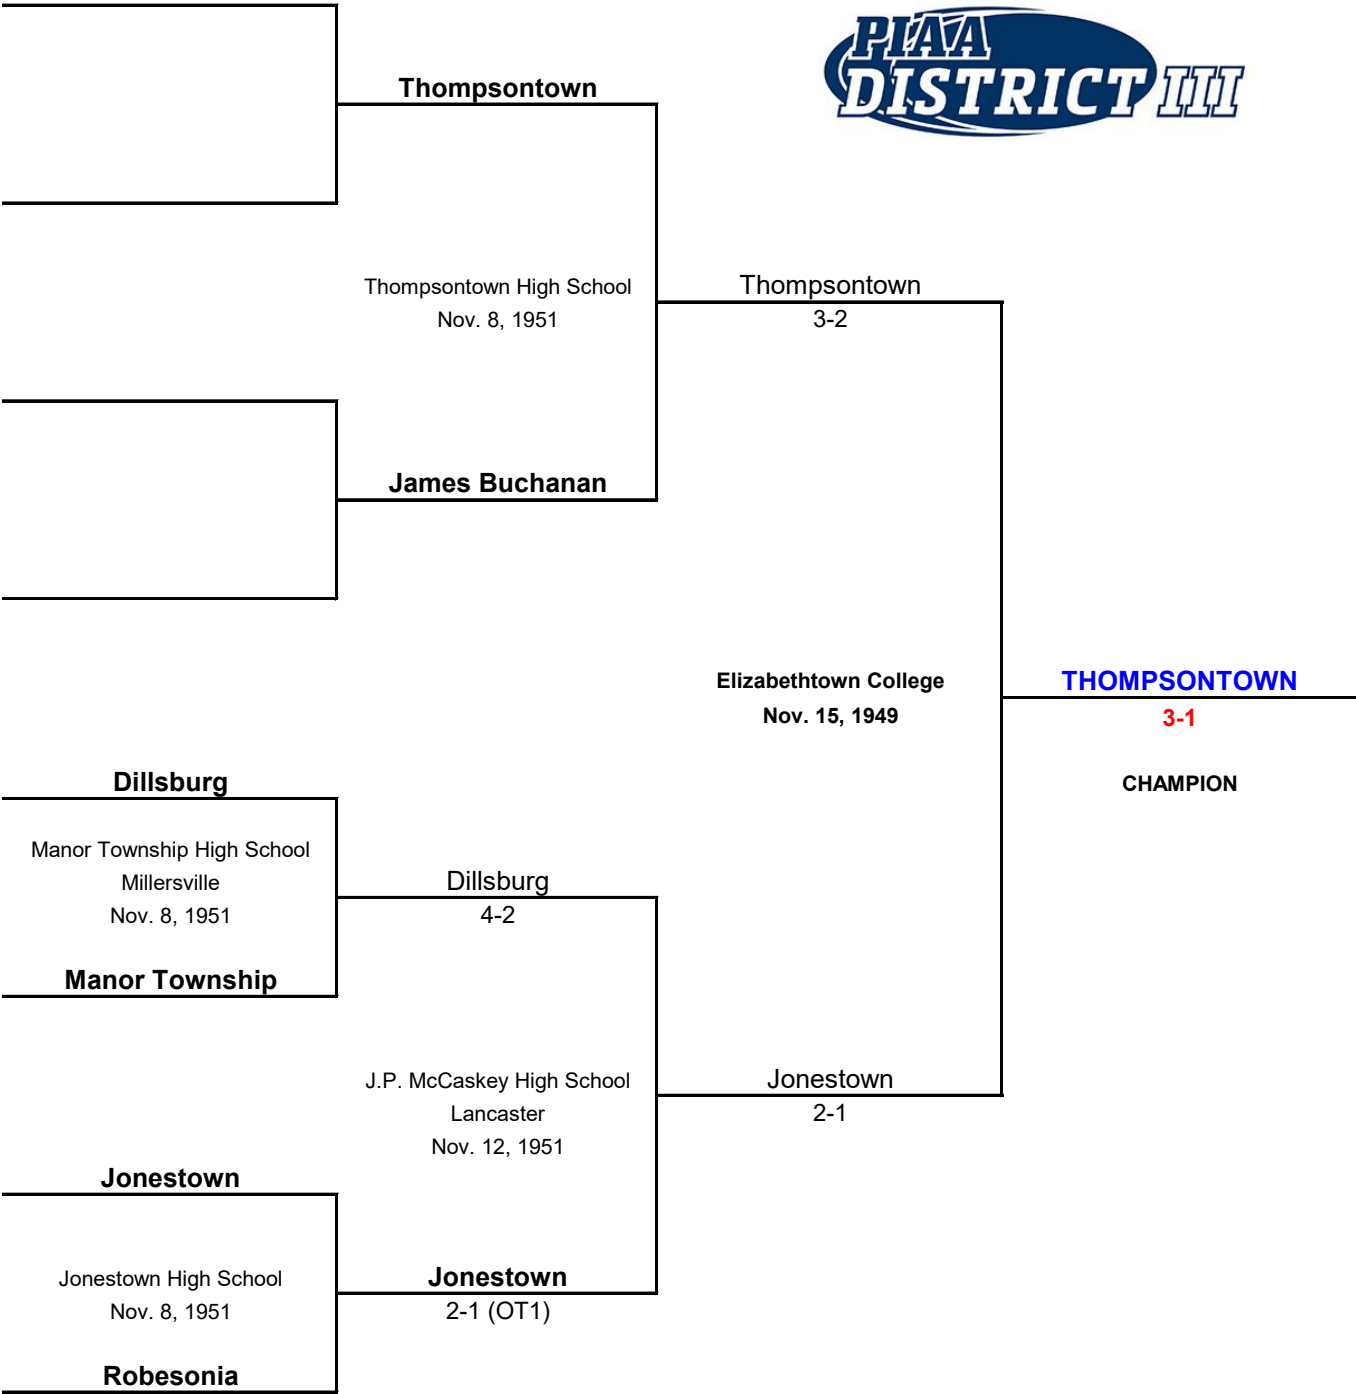 PIAA
DISTRICT III
Thompsontown
Thompsontown High School
Nov. 8, 1951
Thompsontown
3-2
James Buchanan
Elizabethtown College
Nov. 15, 1949
THOMPSONTOWN
3-1
CHAMPION
Dillsburg
Manor Township High School
Millersville
Nov. 8, 1951
Dillsburg
4-2
Manor Township
J.P. McCaskey High School
Lancaster
Nov. 12, 1951
Jonestown
2-1
Jonestown
Jonestown High School
Nov. 8, 1951
Jonestown
2-1 (OT1)
Robesonia